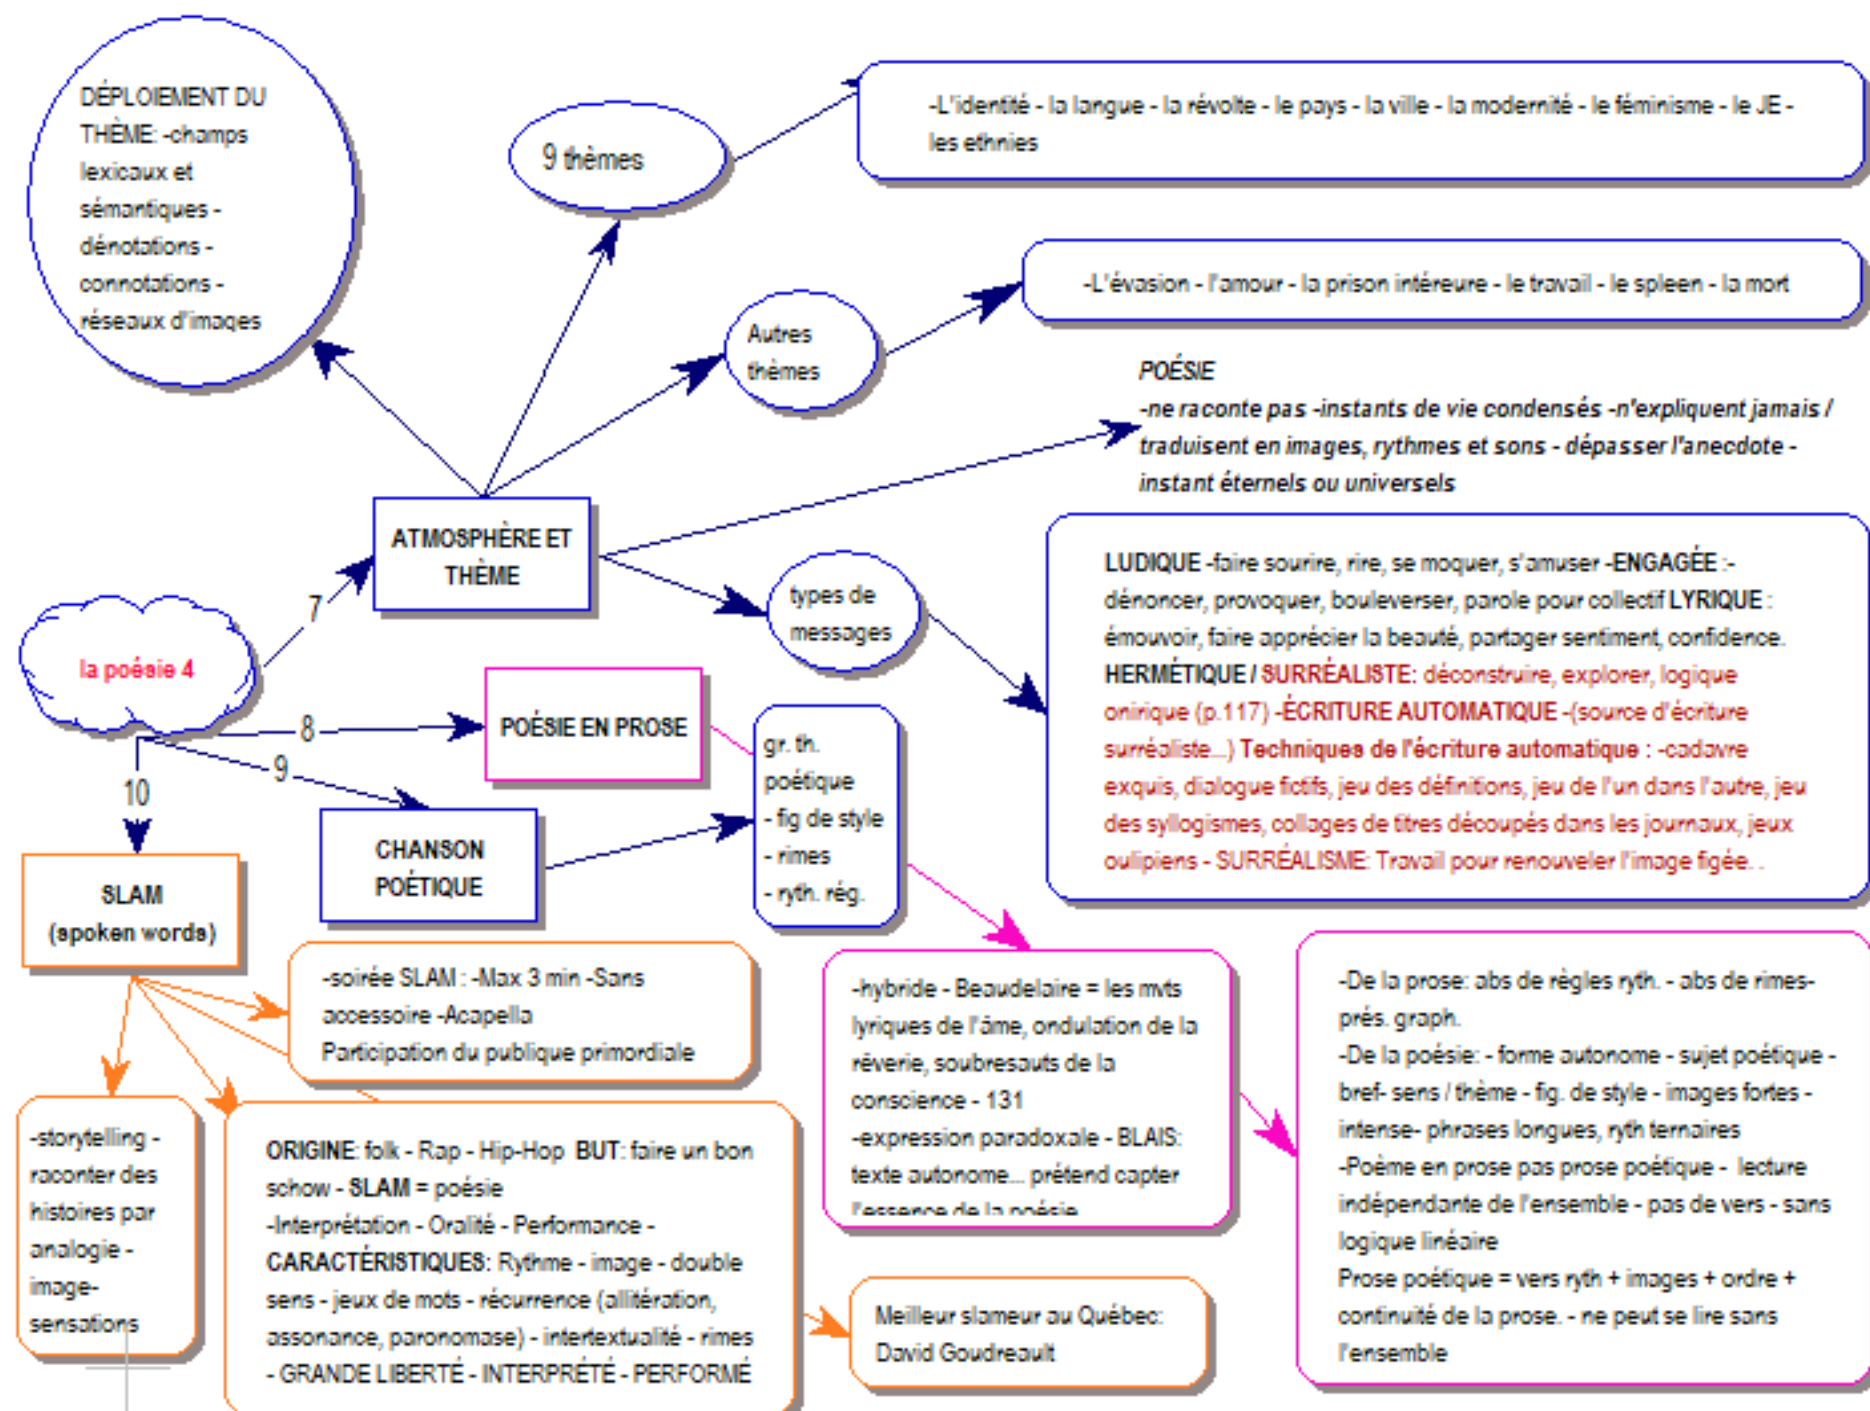 DÉPLOIEMENT DU
THÈME: -champs
lexicaux et
sémantiques -
dénotations -
connotations -
réseaux d'images
9 thèmes
-L'identité - la langue - la révolte - le pays - la ville - la modernité - le féminisme - le JE -
les ethnies
Autres
thèmes
-L'évasion - l'amour - la prison intéreure - le travail - le spleen - la mort
POÉSIE
-ne raconte pas -instants de vie condensés -n'expliquent jamais /
traduisent en images, rythmes et sons - dépasser l'anecdote -
instant éternels ou universels
ATMOSPHÈRE ET
THÈME
types de
messages
LUDIQUE -faire sourire, rire, se moquer, s'amuser -ENGAGÉE :-
dénoncer, provoquer, bouleverser, parole pour collectif LYRIQUE :
émouvoir, faire apprécier la beauté, partager sentiment, confidence.
HERMÉTIQUE / SURRÉALISTE: déconstruire, explorer, logique
onirique (p.117) -ÉCRITURE AUTOMATIQUE -(source d'écriture
surréaliste...) Techniques de l'écriture automatique : -cadavre
exquis, dialogue fictifs, jeu des définitions, jeu de l'un dans l'autre, jeu
des syllogismes, collages de titres découpés dans les journaux, jeux
oulipiens - SURRÉALISME: Travail pour renouveler l'image figée. .
la poésie 4
7
8
9
10
POÉSIE EN PROSE
CHANSON
POÉTIQUE
gr. th.
poétique
- fig de style
- rimes
- ryth. rég.
SLAM
(spoken words)
-soirée SLAM : -Max 3 min -Sans
accessoire -Acapella
Participation du publique primordiale
-storytelling -
raconter des
histoires par
analogie -
image-
sensations
ORIGINE: folk - Rap - Hip-Hop BUT: faire un bon
schow - SLAM = poésie
-Interprétation - Oralité - Performance -
CARACTÉRISTIQUES: Rythme - image - double
sens - jeux de mots - récurrence (allitération,
assonance, paronomase) - intertextualité - rimes
- GRANDE LIBERTÉ - INTERPRÉTÉ - PERFORMÉ
Meilleur slameur au Québec:
David Goudreault
-hybride - Beaudelaire = les mvts
lyriques de l'âme, ondulation de la
rêverie, soubresauts de la
conscience - 131
-expression paradoxale - BLAIS:
texte autonome... prétend capter
l'essence de la poésie
-De la prose: abs de règles ryth. - abs de rimes-
prés. graph.
-De la poésie: - forme autonome - sujet poétique -
bref- sens / thème - fig. de style - images fortes -
intense- phrases longues, ryth ternaires
-Poème en prose pas prose poétique - lecture
indépendante de l'ensemble - pas de vers - sans
logique linéaire
Prose poétique = vers ryth + images + ordre +
continuité de la prose. - ne peut se lire sans
l'ensemble